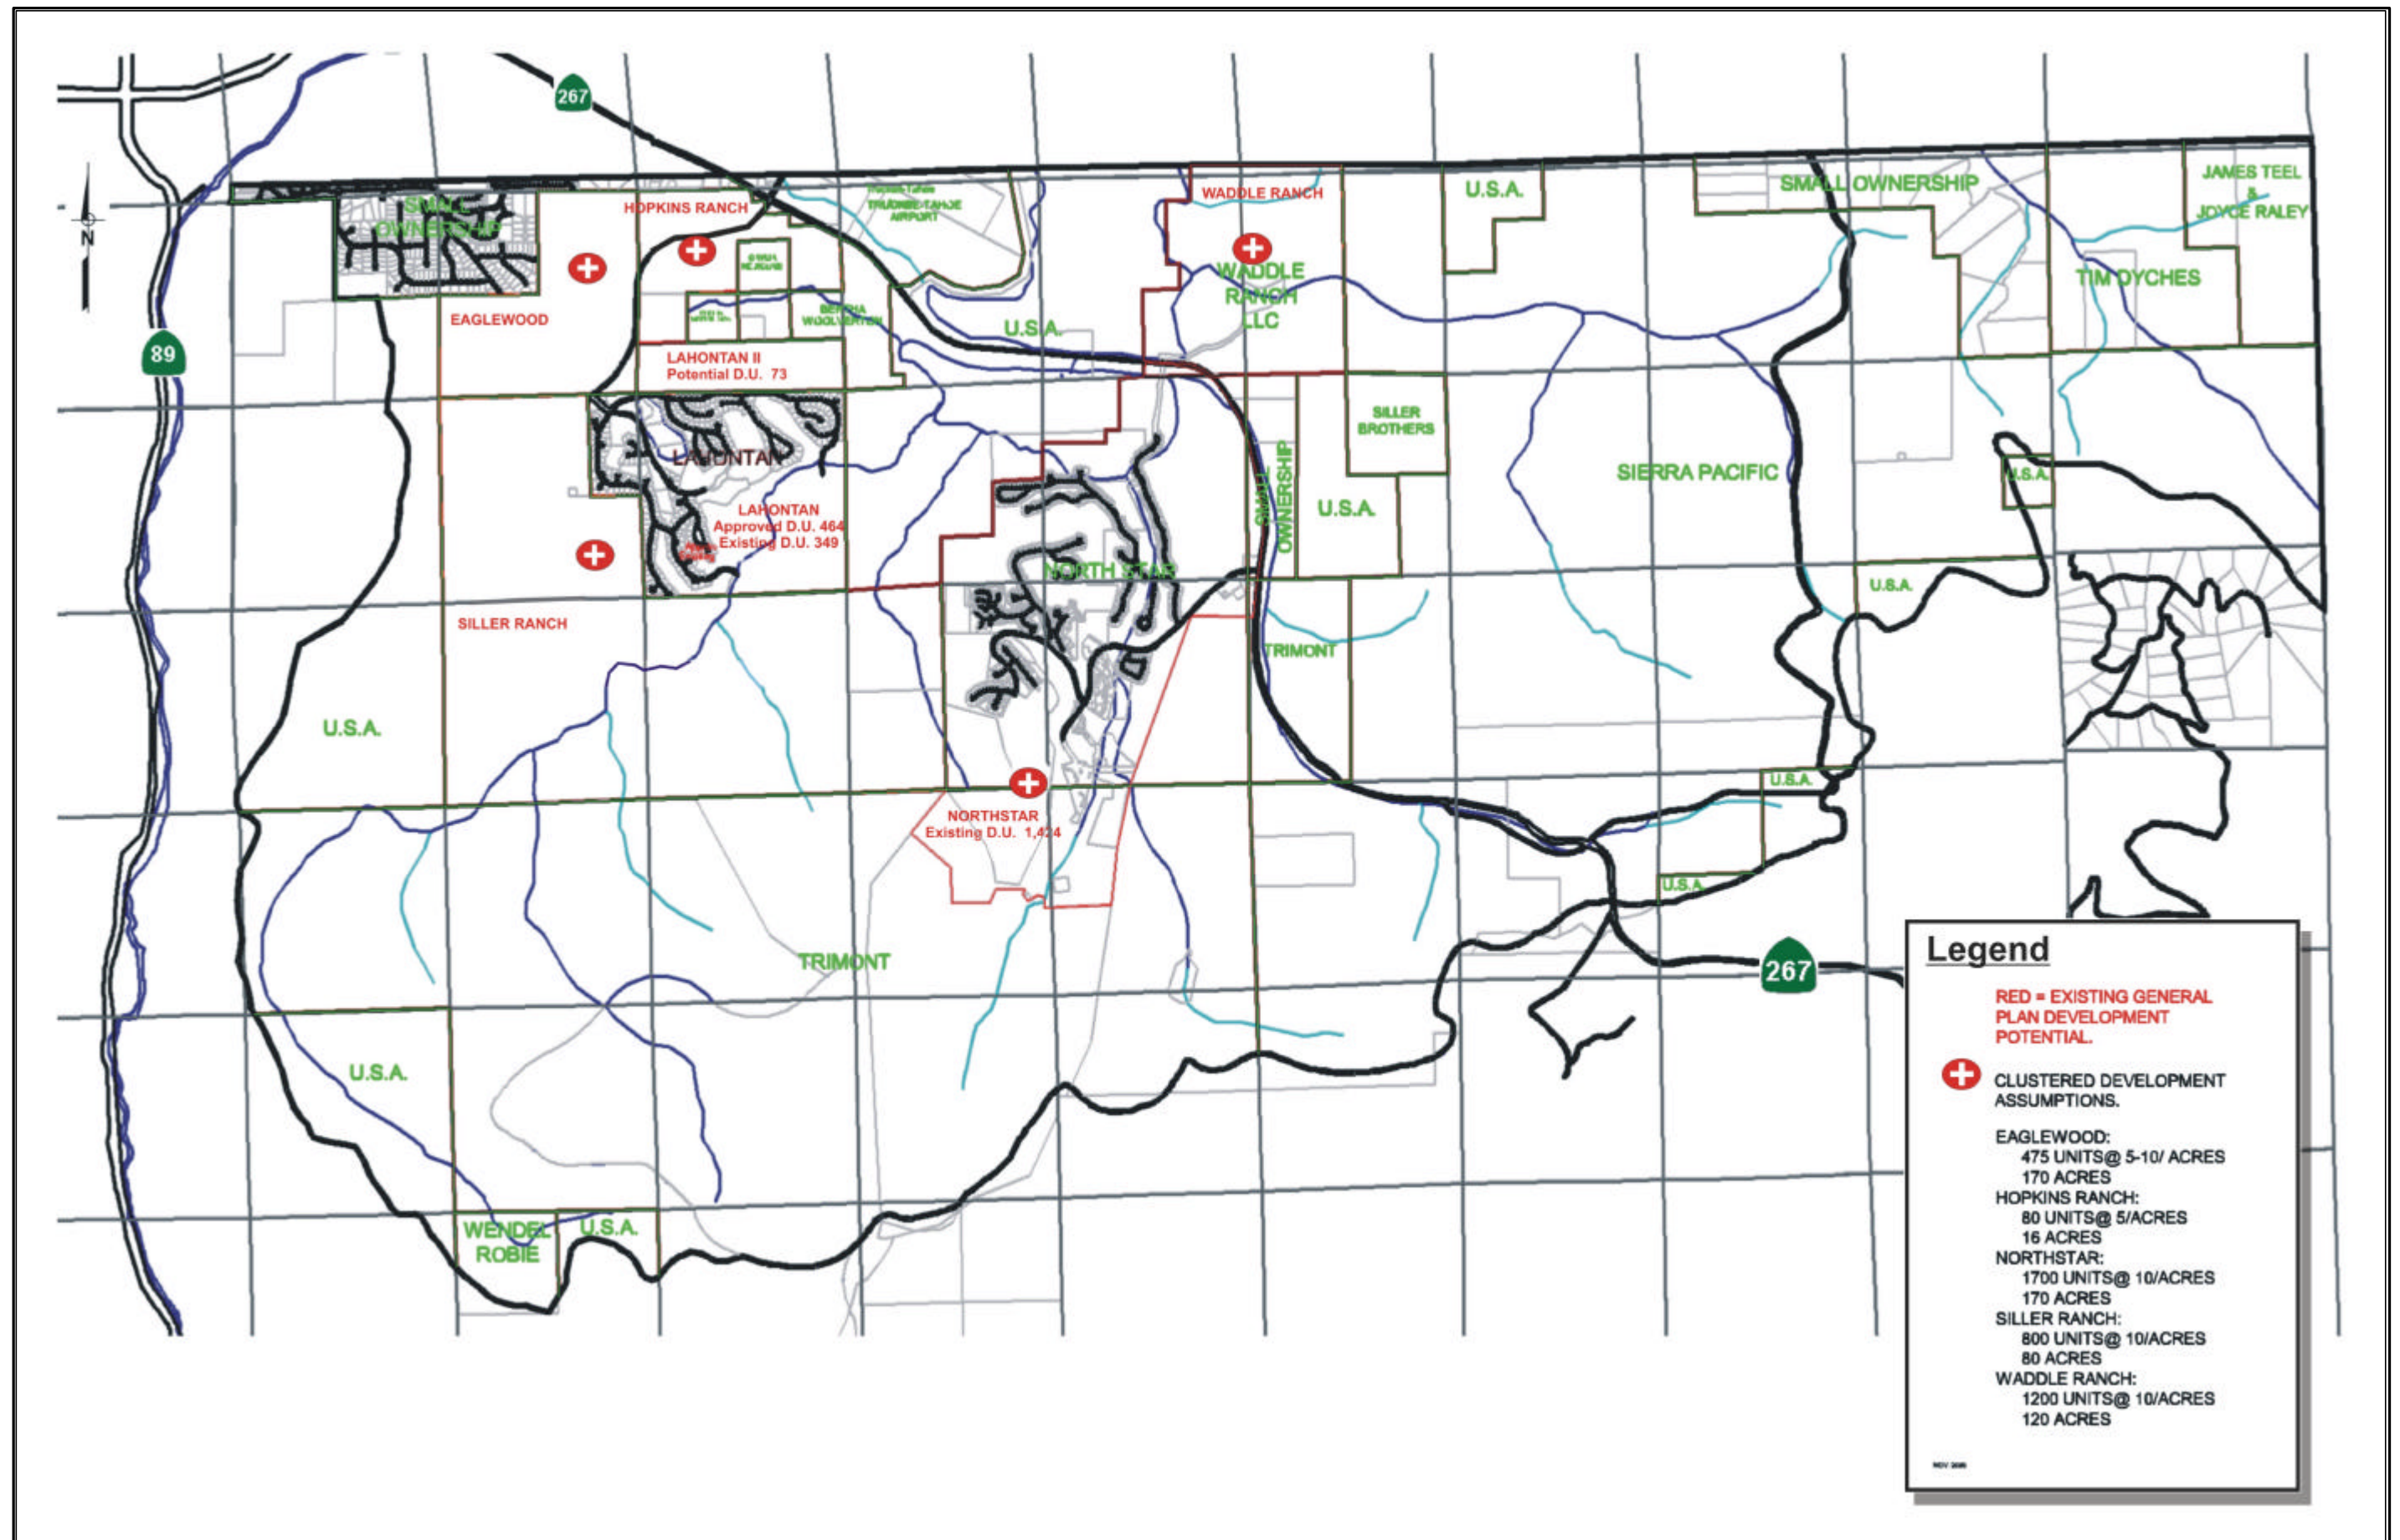 267
SMALL
OWNERSHIP
HOPKINS RANCH
TRUCKEE-TAHOE
AIRPORT
WADDLE RANCH
U.S.A.
SMALL OWNERSHIP
JAMES TEEL
&
JOYCE RALEY
N
EAGLEWOOD
BERTHA
WOOLVERTON
U.S.A.
WADDLE
RANCH
LLC
TIM DYCHES
89
LAHONTAN II
Potential D.U. 73
LAHONTAN
SILLER
BROTHERS
LAHONTAN
Approved D.U. 464
Existing D.U. 349
SMALL
OWNERSHIP
U.S.A.
SIERRA PACIFIC
U.S.A.
NORTH STAR
U.S.A.
SILLER RANCH
TRIMONT
U.S.A.
U.S.A.
NORTHSTAR
Existing D.U. 1,424
U.S.A.
TRIMONT
267
U.S.A.
WENDEL
ROBIE
U.S.A.
Legend
RED = EXISTING GENERAL
PLAN DEVELOPMENT
POTENTIAL.
CLUSTERED DEVELOPMENT
ASSUMPTIONS.
EAGLEWOOD:
475 UNITS@ 5-10/ ACRES
170 ACRES
HOPKINS RANCH:
80 UNITS@ 5/ACRES
16 ACRES
NORTHSTAR:
1700 UNITS@ 10/ACRES
170 ACRES
SILLER RANCH:
800 UNITS@ 10/ACRES
80 ACRES
WADDLE RANCH:
1200 UNITS@ 10/ACRES
120 ACRES